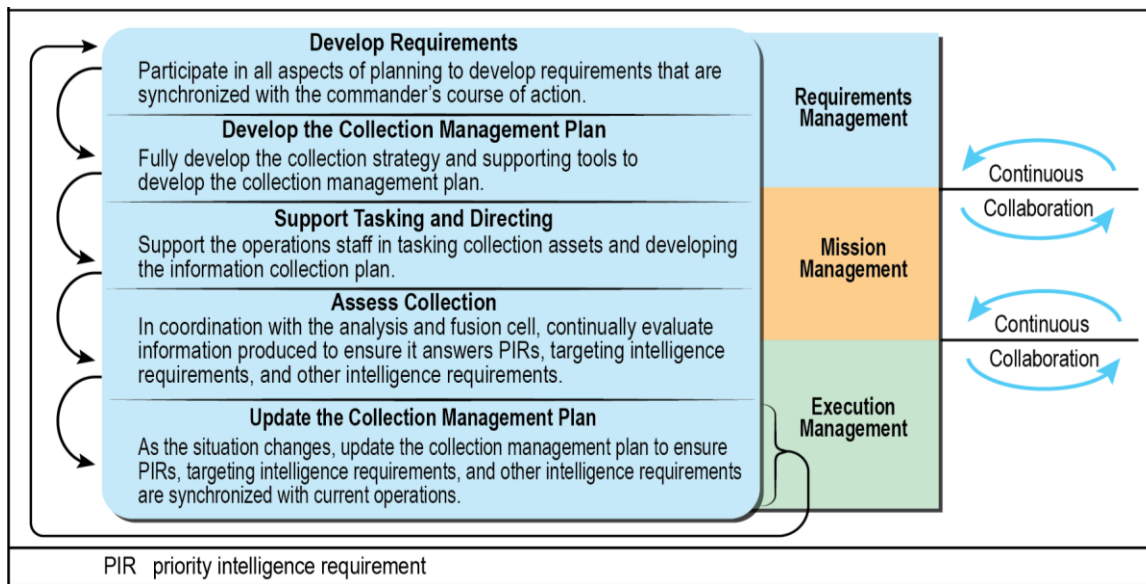 Develop Requirements
Participate in all aspects of planning to develop requirements that are
synchronized with the commander's course of action.
Develop the Collection Management Plan
Fully develop the collection strategy and supporting tools to
develop the collection management plan.
Support Tasking and Directing
Support the operations staff in tasking collection assets and developing
the information collection plan.
Assess Collection
In coordination with the analysis and fusion cell, continually evaluate
information produced to ensure it answers PIRs, targeting intelligence
requirements, and other intelligence requirements.
Update the Collection Management Plan
As the situation changes, update the collection management plan to ensure
PIRs, targeting intelligence requirements, and other intelligence requirements
are synchronized with current operations.
Requirements
Management
Mission
Management
Execution
Management
Continuous
Collaboration
Continuous
Collaboration
PIR priority intelligence requirement